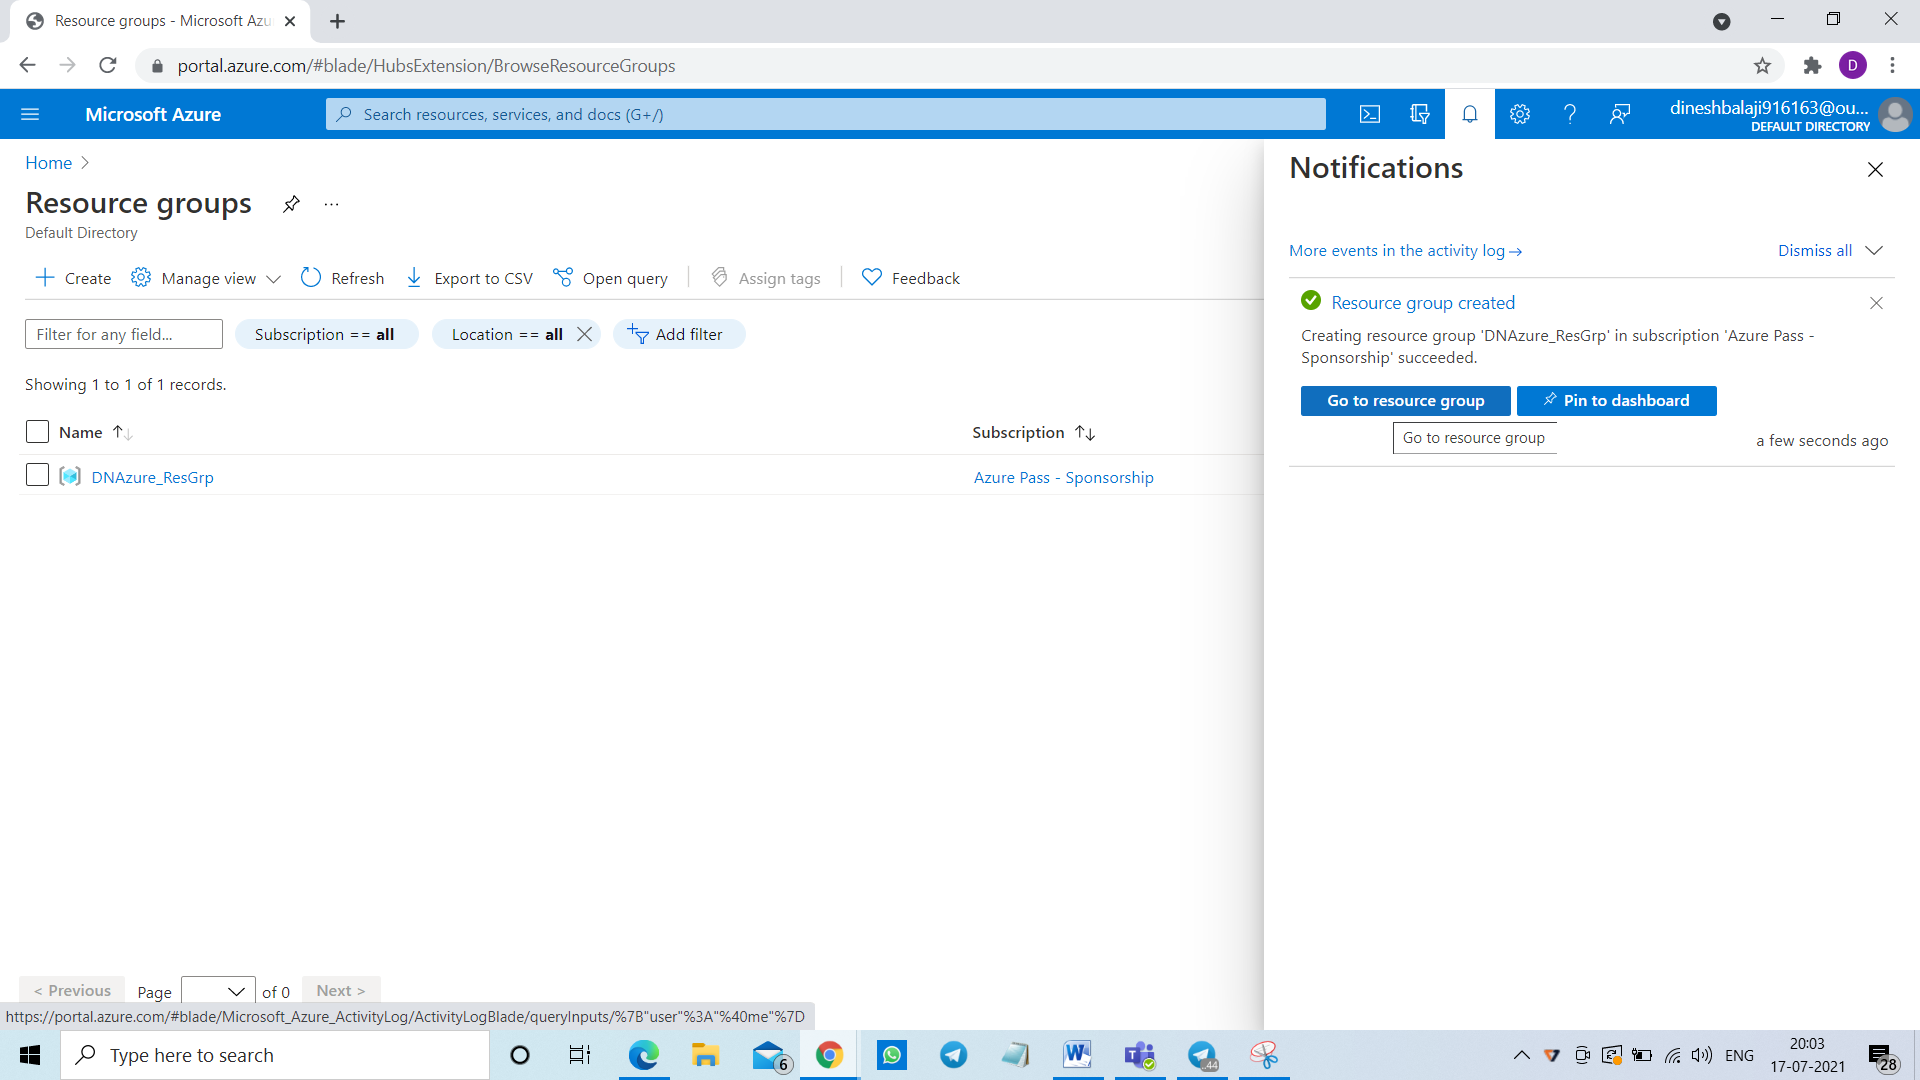 Resource groups - Microsoft Azu
portal.azure.com/#blade/HubsExtension/BrowseResourceGroups
D
Microsoft Azure
Search resources, services, and docs (G+/)
dineshbalaji916163@ou...
DEFAULT DIRECTORY
Home
Resource groups
...
Default Directory
Create
Manage view
Refresh
Export to CSV
Open query
Assign tags
Feedback
Filter for any field...
Subscription == all
Location == all
Add filter
Showing 1 to 1 of 1 records.
Name
Subscription
DNAzure_ResGrp
Azure Pass - Sponsorship
< Previous
Page
of 0
Next >
Notifications
More events in the activity log →
Dismiss all
Resource group created
Creating resource group 'DNAzure_ResGrp' in subscription 'Azure Pass -
Sponsorship' succeeded.
Go to resource group
Pin to dashboard
Go to resource group
a few seconds ago
https://portal.azure.com/#blade/Microsoft_Azure_ActivityLog/ActivityLogBlade/queryInputs/%7B"user"%3A"%40me"%7D
Type here to search
6
44
ENG
20:03
17-07-2021
28